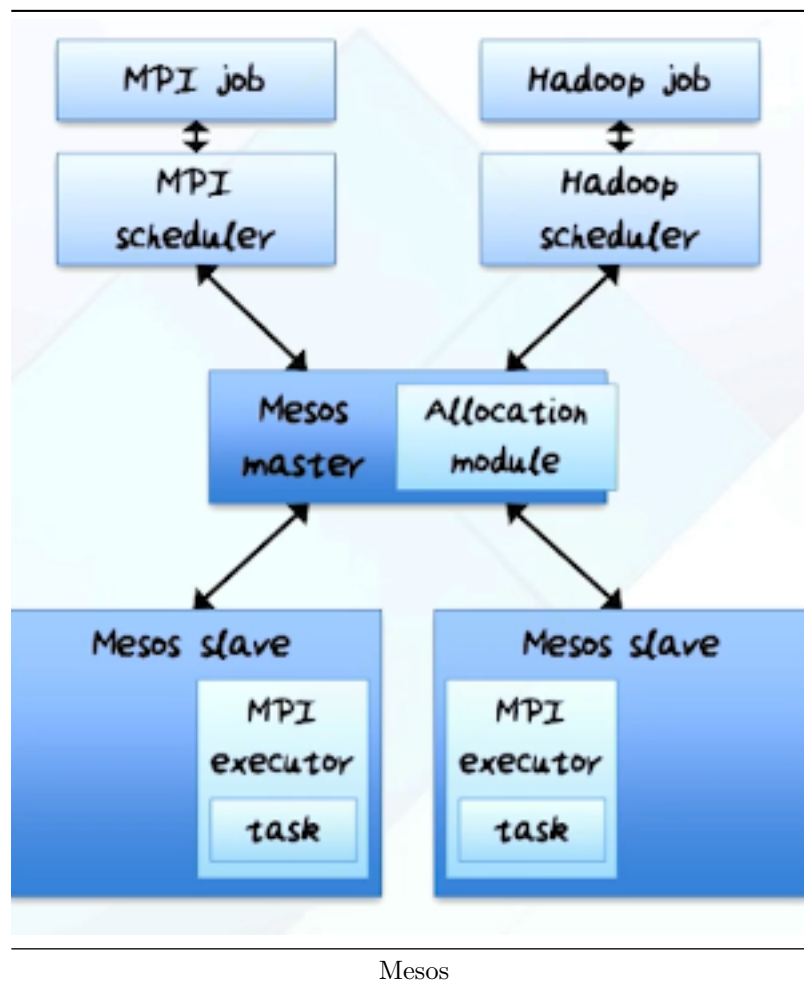 MPI job
Hadoop job
MPI
scheduler
Hadoop
scheduler
Mesos
master
Allocation
module
Mesos slave
MPI
executor
task
Mesos slave
MPI
executor
task
Mesos